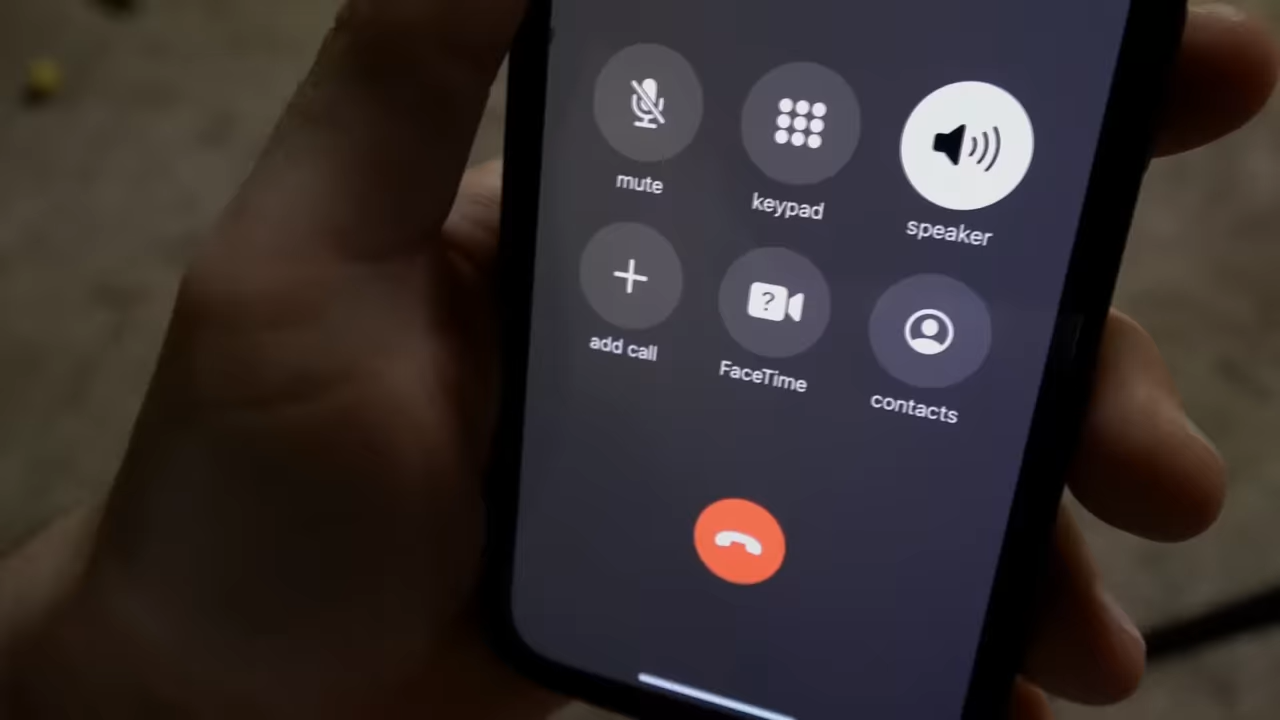 mute
keypad
speaker
add call
FaceTime
contacts